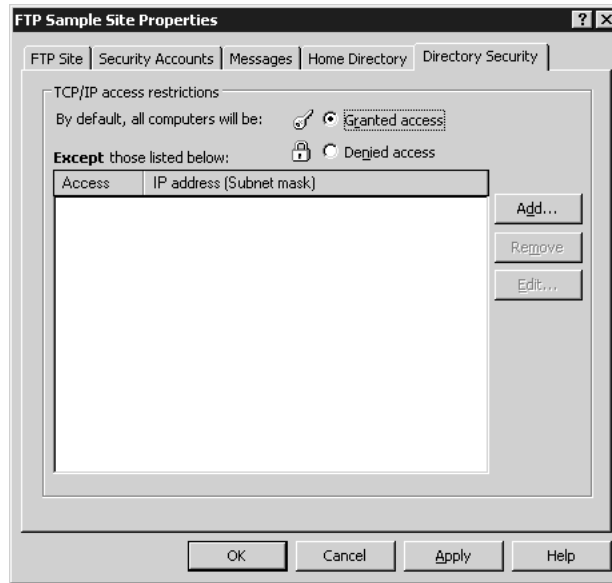 FTP Sample Site Properties
FTP Site Security Accounts Messages Home Directory Directory Security
TCP/IP access restrictions
By default, all computers will be: Granted access
Denied access
Except those listed below:
Access IP address (Subnet mask)
Add...
Remove
Edit...
OK Cancel Apply Help